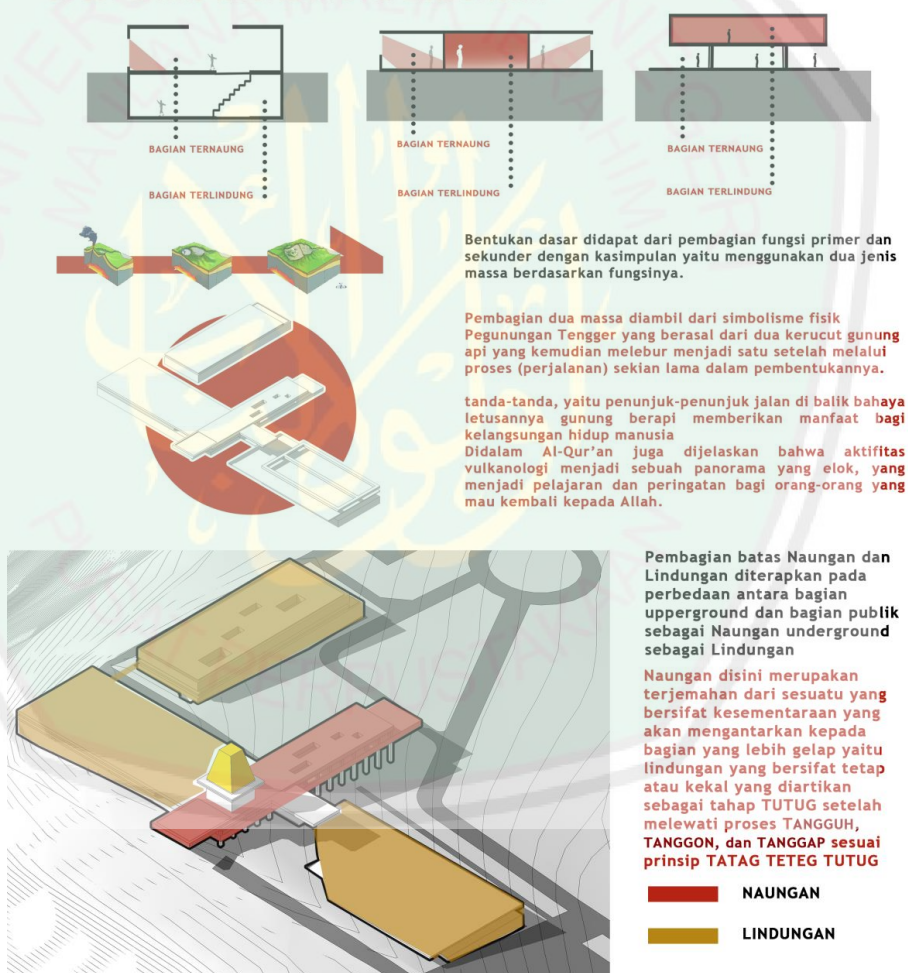 BAGIAN TERNAUNG
BAGIAN TERLINDUNG
BAGIAN TERNAUNG
BAGIAN TERLINDUNG
BAGIAN TERNAUNG
BAGIAN TERLINDUNG
Bentukan dasar didapat dari pembagian fungsi primer dan
sekunder dengan kasimpulan yaitu menggunakan dua jenis
massa berdasarkan fungsinya.
Pembagian dua massa diambil dari simbolisme fisik
Pegunungan Tengger yang berasal dari dua kerucut gunung
api yang kemudian melebur menjadi satu setelah melalui
proses (perjalanan) sekian lama dalam pembentukannya.
tanda-tanda, yaitu penunjuk-penunjuk jalan di balik bahaya
letusannya gunung berapi memberikan manfaat bagi
kelangsungan hidup manusia
Didalam Al-Qur'an juga dijelaskan bahwa aktifitas
vulkanologi menjadi sebuah panorama yang elok, yang
menjadi pelajaran dan peringatan bagi orang-orang yang
mau kembali kepada Allah.
Pembagian batas Naungan dan
Lindungan diterapkan pada
perbedaan antara bagian
upperground dan bagian publik
sebagai Naungan underground
sebagai Lindungan
Naungan disini merupakan
terjemahan dari sesuatu yang
bersifat kesementaraan yang
akan mengantarkan kepada
bagian yang lebih gelap yaitu
lindungan yang bersifat tetap
atau kekal yang diartikan
sebagai tahap TUTUG setelah
melewati proses TANGGUH,
TANGGON, dan TANGGAP sesuai
prinsip TATAG TETEG TUTUG
NAUNGAN
LINDUNGAN